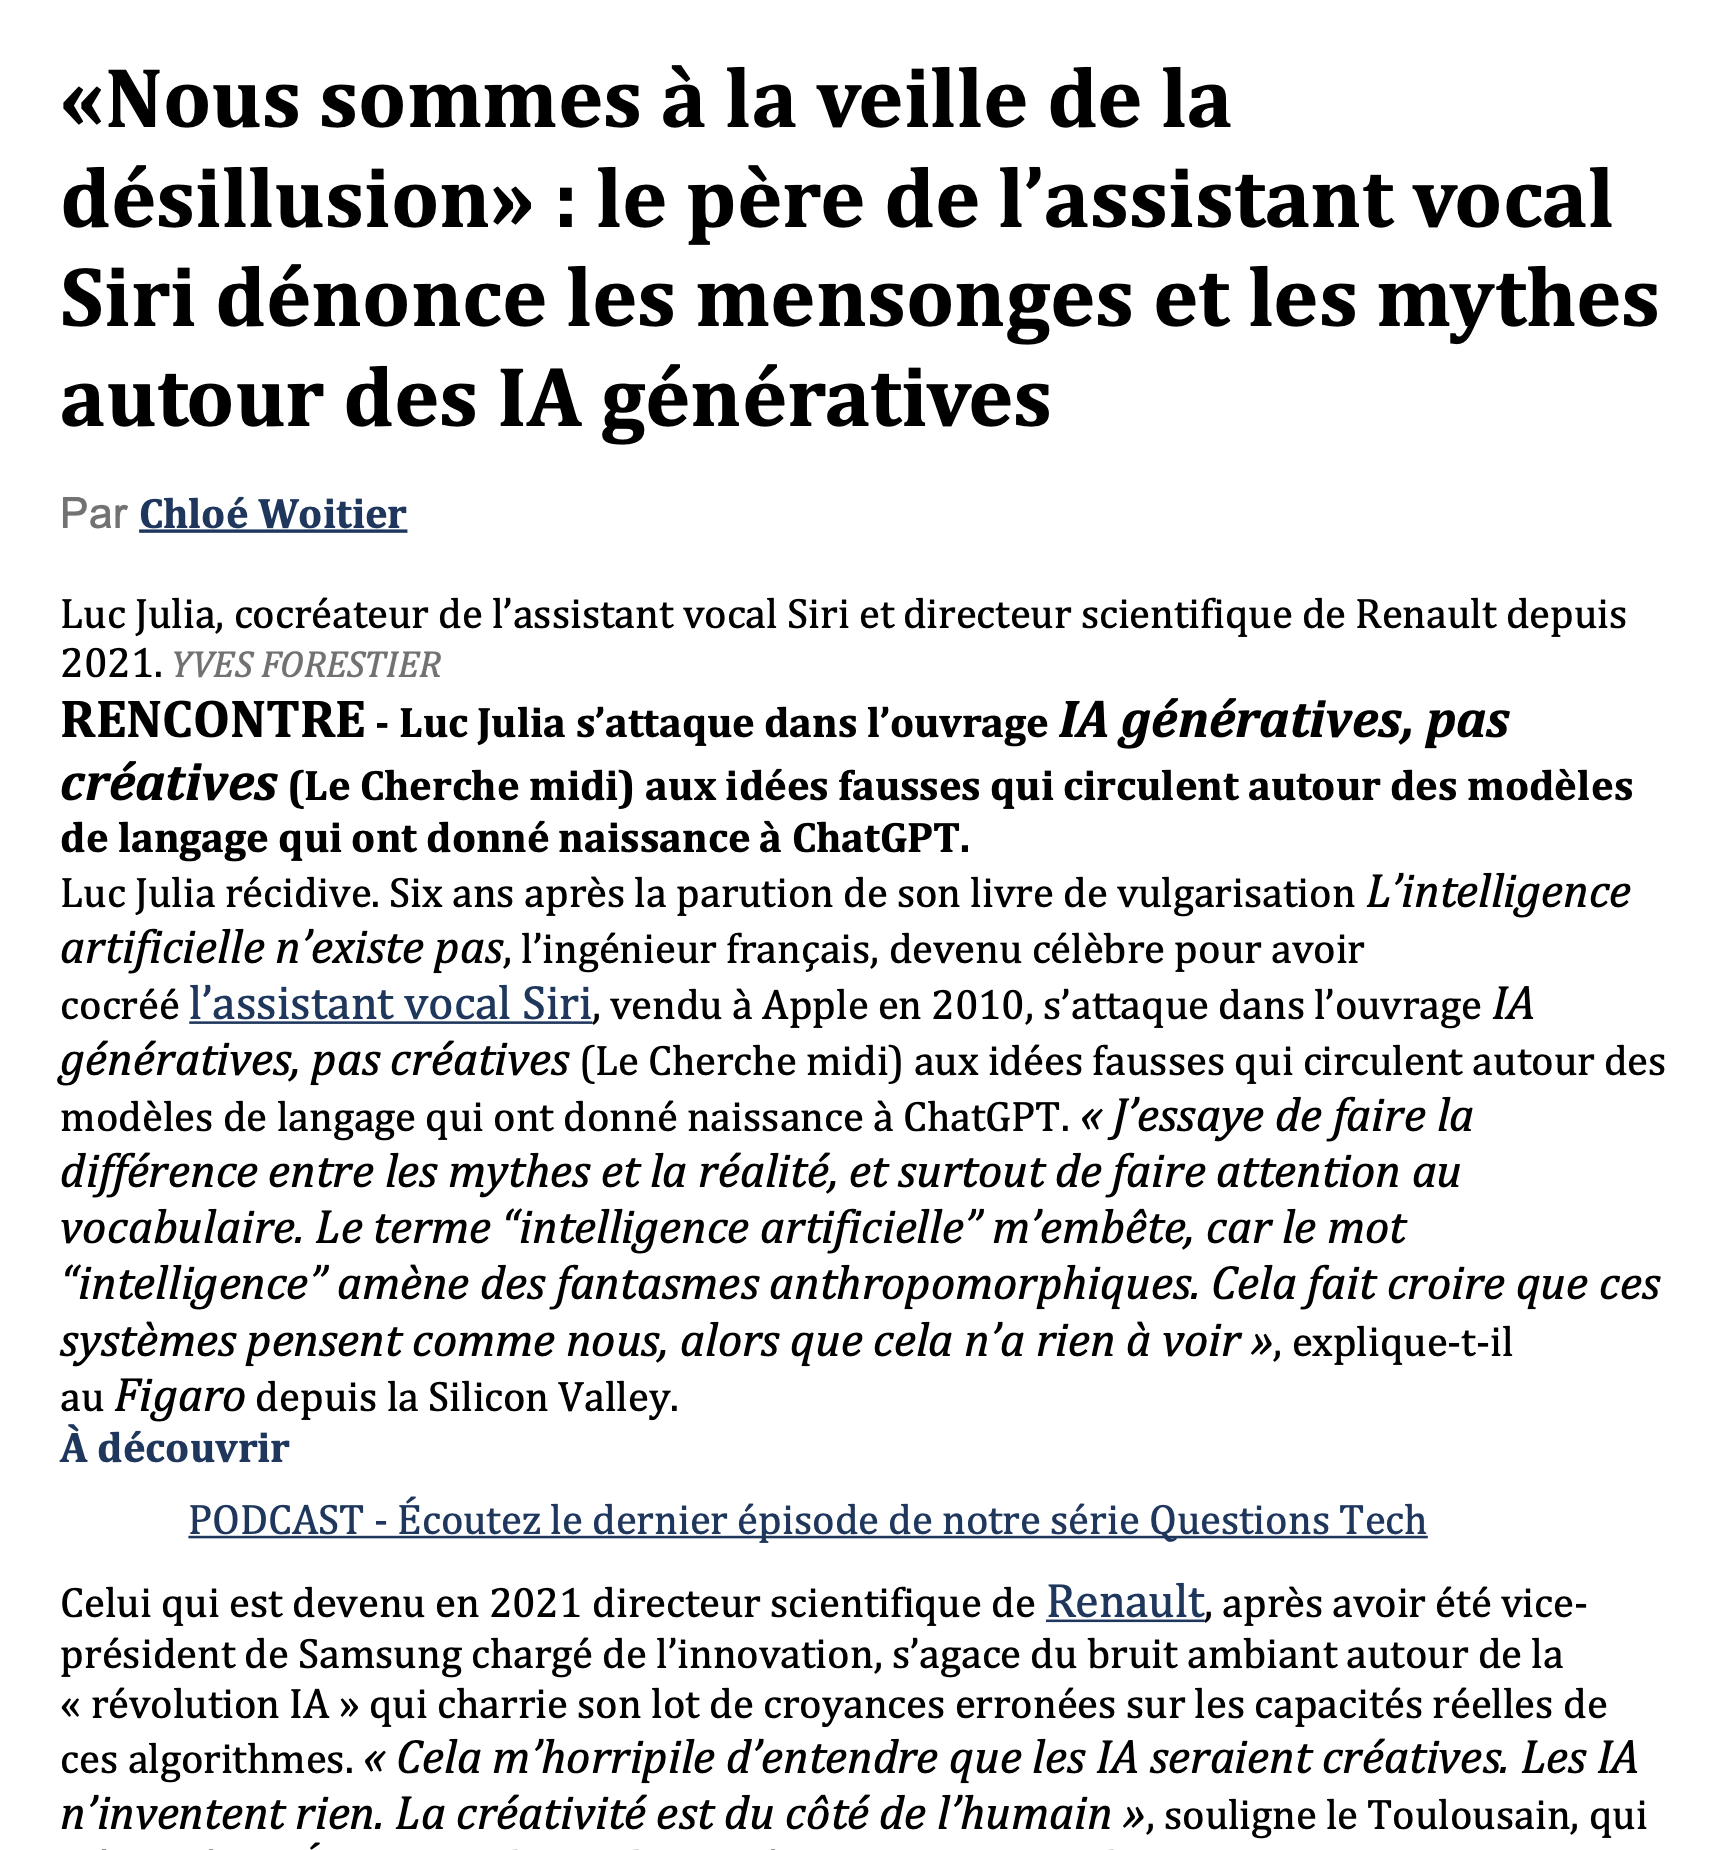 «Nous sommes à la veille de la
désillusion» : le père de l’assistant vocal
Siri dénonce les mensonges et les mythes
autour des IA génératives
Par Chloé Woitier
Luc Julia, cocréateur de l’assistant vocal Siri et directeur scientifique de Renault depuis
2021. YVES FORESTIER
RENCONTRE - Luc Julia s’attaque dans l’ouvrage IA génératives, pas
créatives (Le Cherche midi) aux idées fausses qui circulent autour des modèles
de langage qui ont donné naissance à ChatGPT.
Luc Julia récidive. Six ans après la parution de son livre de vulgarisation L’intelligence
artificielle n’existe pas, l’ingénieur français, devenu célèbre pour avoir
cocréé l’assistant vocal Siri, vendu à Apple en 2010, s’attaque dans l’ouvrage IA
génératives, pas créatives (Le Cherche midi) aux idées fausses qui circulent autour des
modèles de langage qui ont donné naissance à ChatGPT. « J’essaye de faire la
différence entre les mythes et la réalité, et surtout de faire attention au
vocabulaire. Le terme “intelligence artificielle” m’embête, car le mot
“intelligence” amène des fantasmes anthropomorphiques. Cela fait croire que ces
systèmes pensent comme nous, alors que cela n’a rien à voir », explique-t-il
au Figaro depuis la Silicon Valley.
À découvrir
PODCAST - Écoutez le dernier épisode de notre série Questions Tech
Celui qui est devenu en 2021 directeur scientifique de Renault, après avoir été vice-
président de Samsung chargé de l’innovation, s’agace du bruit ambiant autour de la
« révolution IA » qui charrie son lot de croyances erronées sur les capacités réelles de
ces algorithmes. « Cela m’horripile d’entendre que les IA seraient créatives. Les IA
n’inventent rien. La créativité est du côté de l’humain », souligne le Toulousain, qui